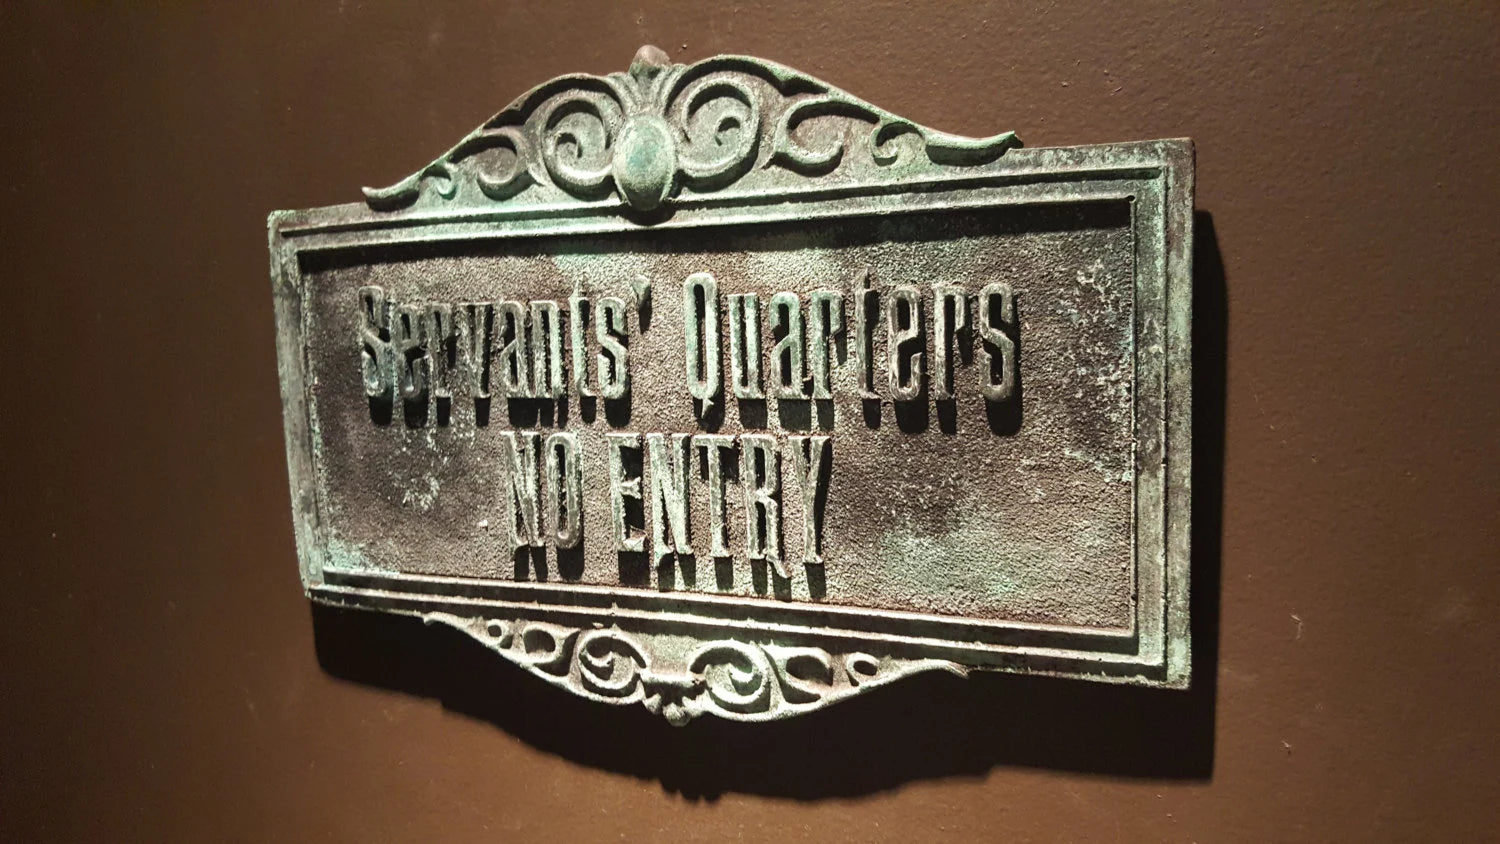 Servants' Quarters
NO ENTRY